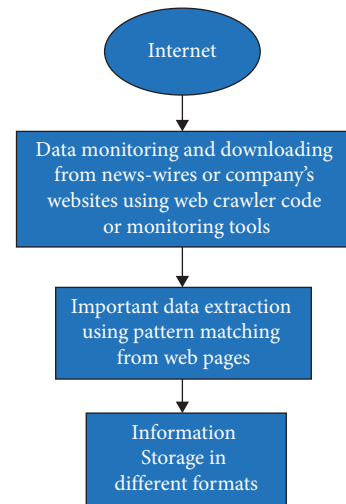 Internet
Data monitoring and downloading
from news-wires or company’s
websites using web crawler code
or monitoring tools
Important data extraction
using pattern matching
from web pages
Information
Storage in
different formats